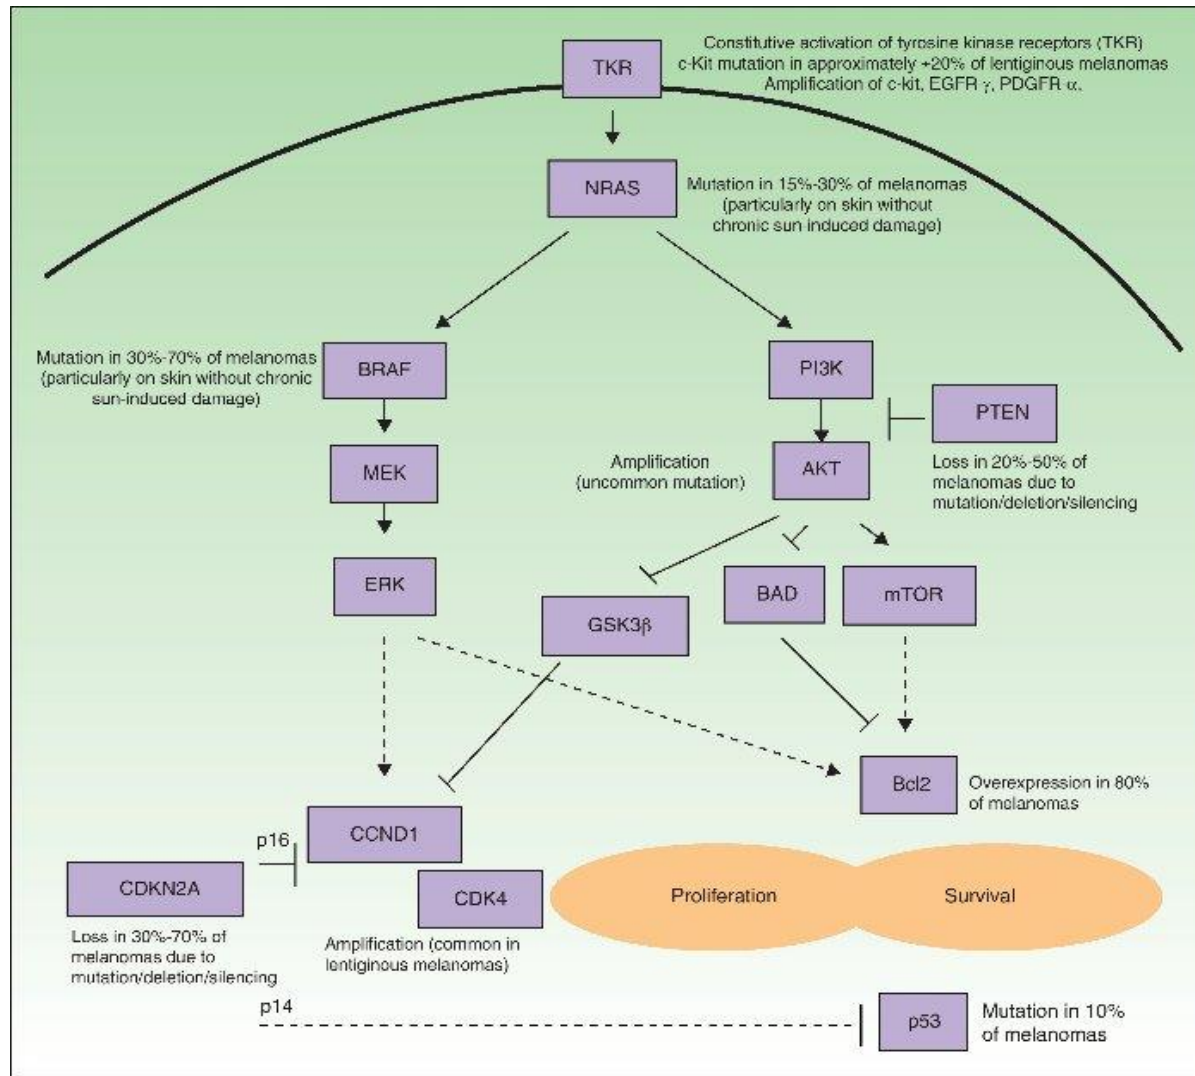 TKR
Constitutive activation of tyrosine kinase receptors (TKR)
c-Kit mutation in approximately +20% of lentiginous melanomas
Amplification of c-kit, EGFR γ, PDGFR α.
NRAS
Mutation in 15%-30% of melanomas
(particularly on skin without
chronic sun-induced damage)
Mutation in 30%-70% of melanomas
(particularly on skin without chronic
sun-induced damage)
BRAF
PI3K
PTEN
Loss in 20%-50% of
melanomas due to
mutation/deletion/silencing
MEK
Amplification
(uncommon mutation)
AKT
ERK
GSK3β
BAD
mTOR
Bcl2
Overexpression in 80%
of melanomas
p16
CCND1
CDKN2A
CDK4
Proliferation
Survival
Loss in 30%-70% of
melanomas due to
mutation/deletion/silencing
Amplification (common in
lentiginous melanomas)
p14
p53
Mutation in 10%
of melanomas